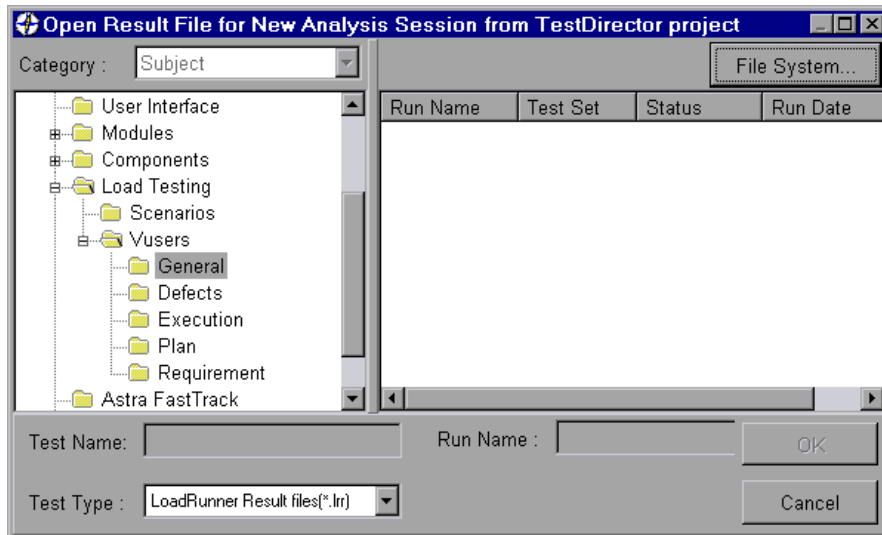 Open Result File for New Analysis Session from TestDirector project
Category :
Subject
File System...
User Interface
Modules
Components
Load Testing
Scenarios
Vusers
General
Defects
Execution
Plan
Requirement
Astra FastTrack
Run Name Test Set Status Run Date
Test Name:
Run Name :
OK
Test Type :
LoadRunner Result files(*.lrr)
Cancel